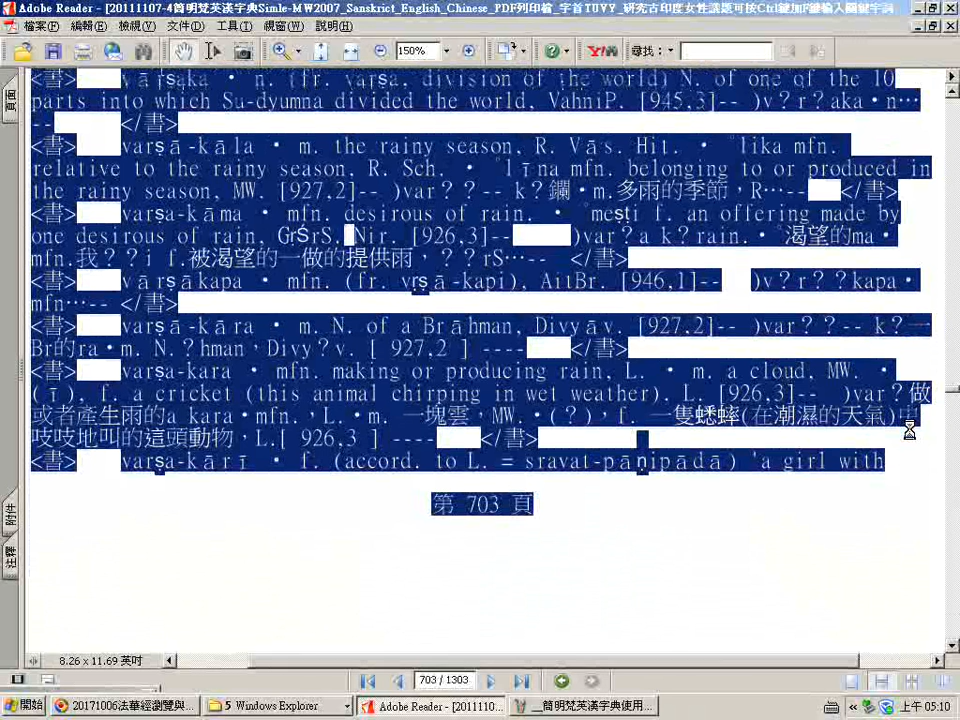 Adobe Reader - [20111107-4簡明梵英漢字典Simle-MW2007_Sanskrict_English_Chinese_PDF列印檔_字首TUVY_研究古印度女性議題可按Ctrl鍵加F鍵輸入關鍵字詞
檔案(F) 編輯(E) 檢視(V) 文件(D) 工具(T) 視窗(W) 說明(H)
150% 尋找：
頁面
<書> vārṣaka · n. (fr. varṣa, division of the world) N. of one of the 10
parts into which Su-dyumna divided the world, VahniP. [945,3]-- )v?r?aka·n…
-- </書>
<書> varṣā-kāla · m. the rainy season, R. Vās. Hit. · °lika mfn.
relative to the rainy season, R. Sch. · °līna mfn. belonging to or produced in
the rainy season, MW. [927,2]-- )var??-- k?鑭·m.多雨的季節，R…-- </書>
<書> varṣa-kāma · mfn. desirous of rain. · °meṣṭi f. an offering made by
one desirous of rain, GrŚrS. Nir. [926,3]-- )var?a k?rain.·°渴望的ma·
mfn.我??i f.被渴望的一做的提供雨，??rS…-- </書>
<書> vārṣākapa · mfn. (fr. vṛṣā-kapi), AitBr. [946,1]-- )v?r??kapa·
mfn…-- </書>
<書> varṣā-kāra · m. N. of a Brāhman, Divyāv. [927,2]-- )var??-- k?一
Br的ra·m. N.?hman，Divy?v. [ 927,2 ] ---- </書>
<書> varṣa-kara · mfn. making or producing rain, L. · m. a cloud, MW. ·
(ī), f. a cricket (this animal chirping in wet weather). L. [926,3]-- )var?做
或者產生雨的a kara·mfn.，L.·m. 一塊雲，MW.·(?)，f. 一隻蟋蟀(在潮濕的天氣)中
吱吱地叫的這頭動物，L.[ 926,3 ] ---- </書>
<書> varṣa-kārī · f. (accord. to L. = sravat-pāṇipādā) 'a girl with
第 703 頁
附件
注釋
8.26 x 11.69 英吋
703 / 1303
開始 20171006法華經瀏覽與... 5 Windows Explorer Adobe Reader - [2011110... __簡明梵英漢字典使用... 上午 05:10